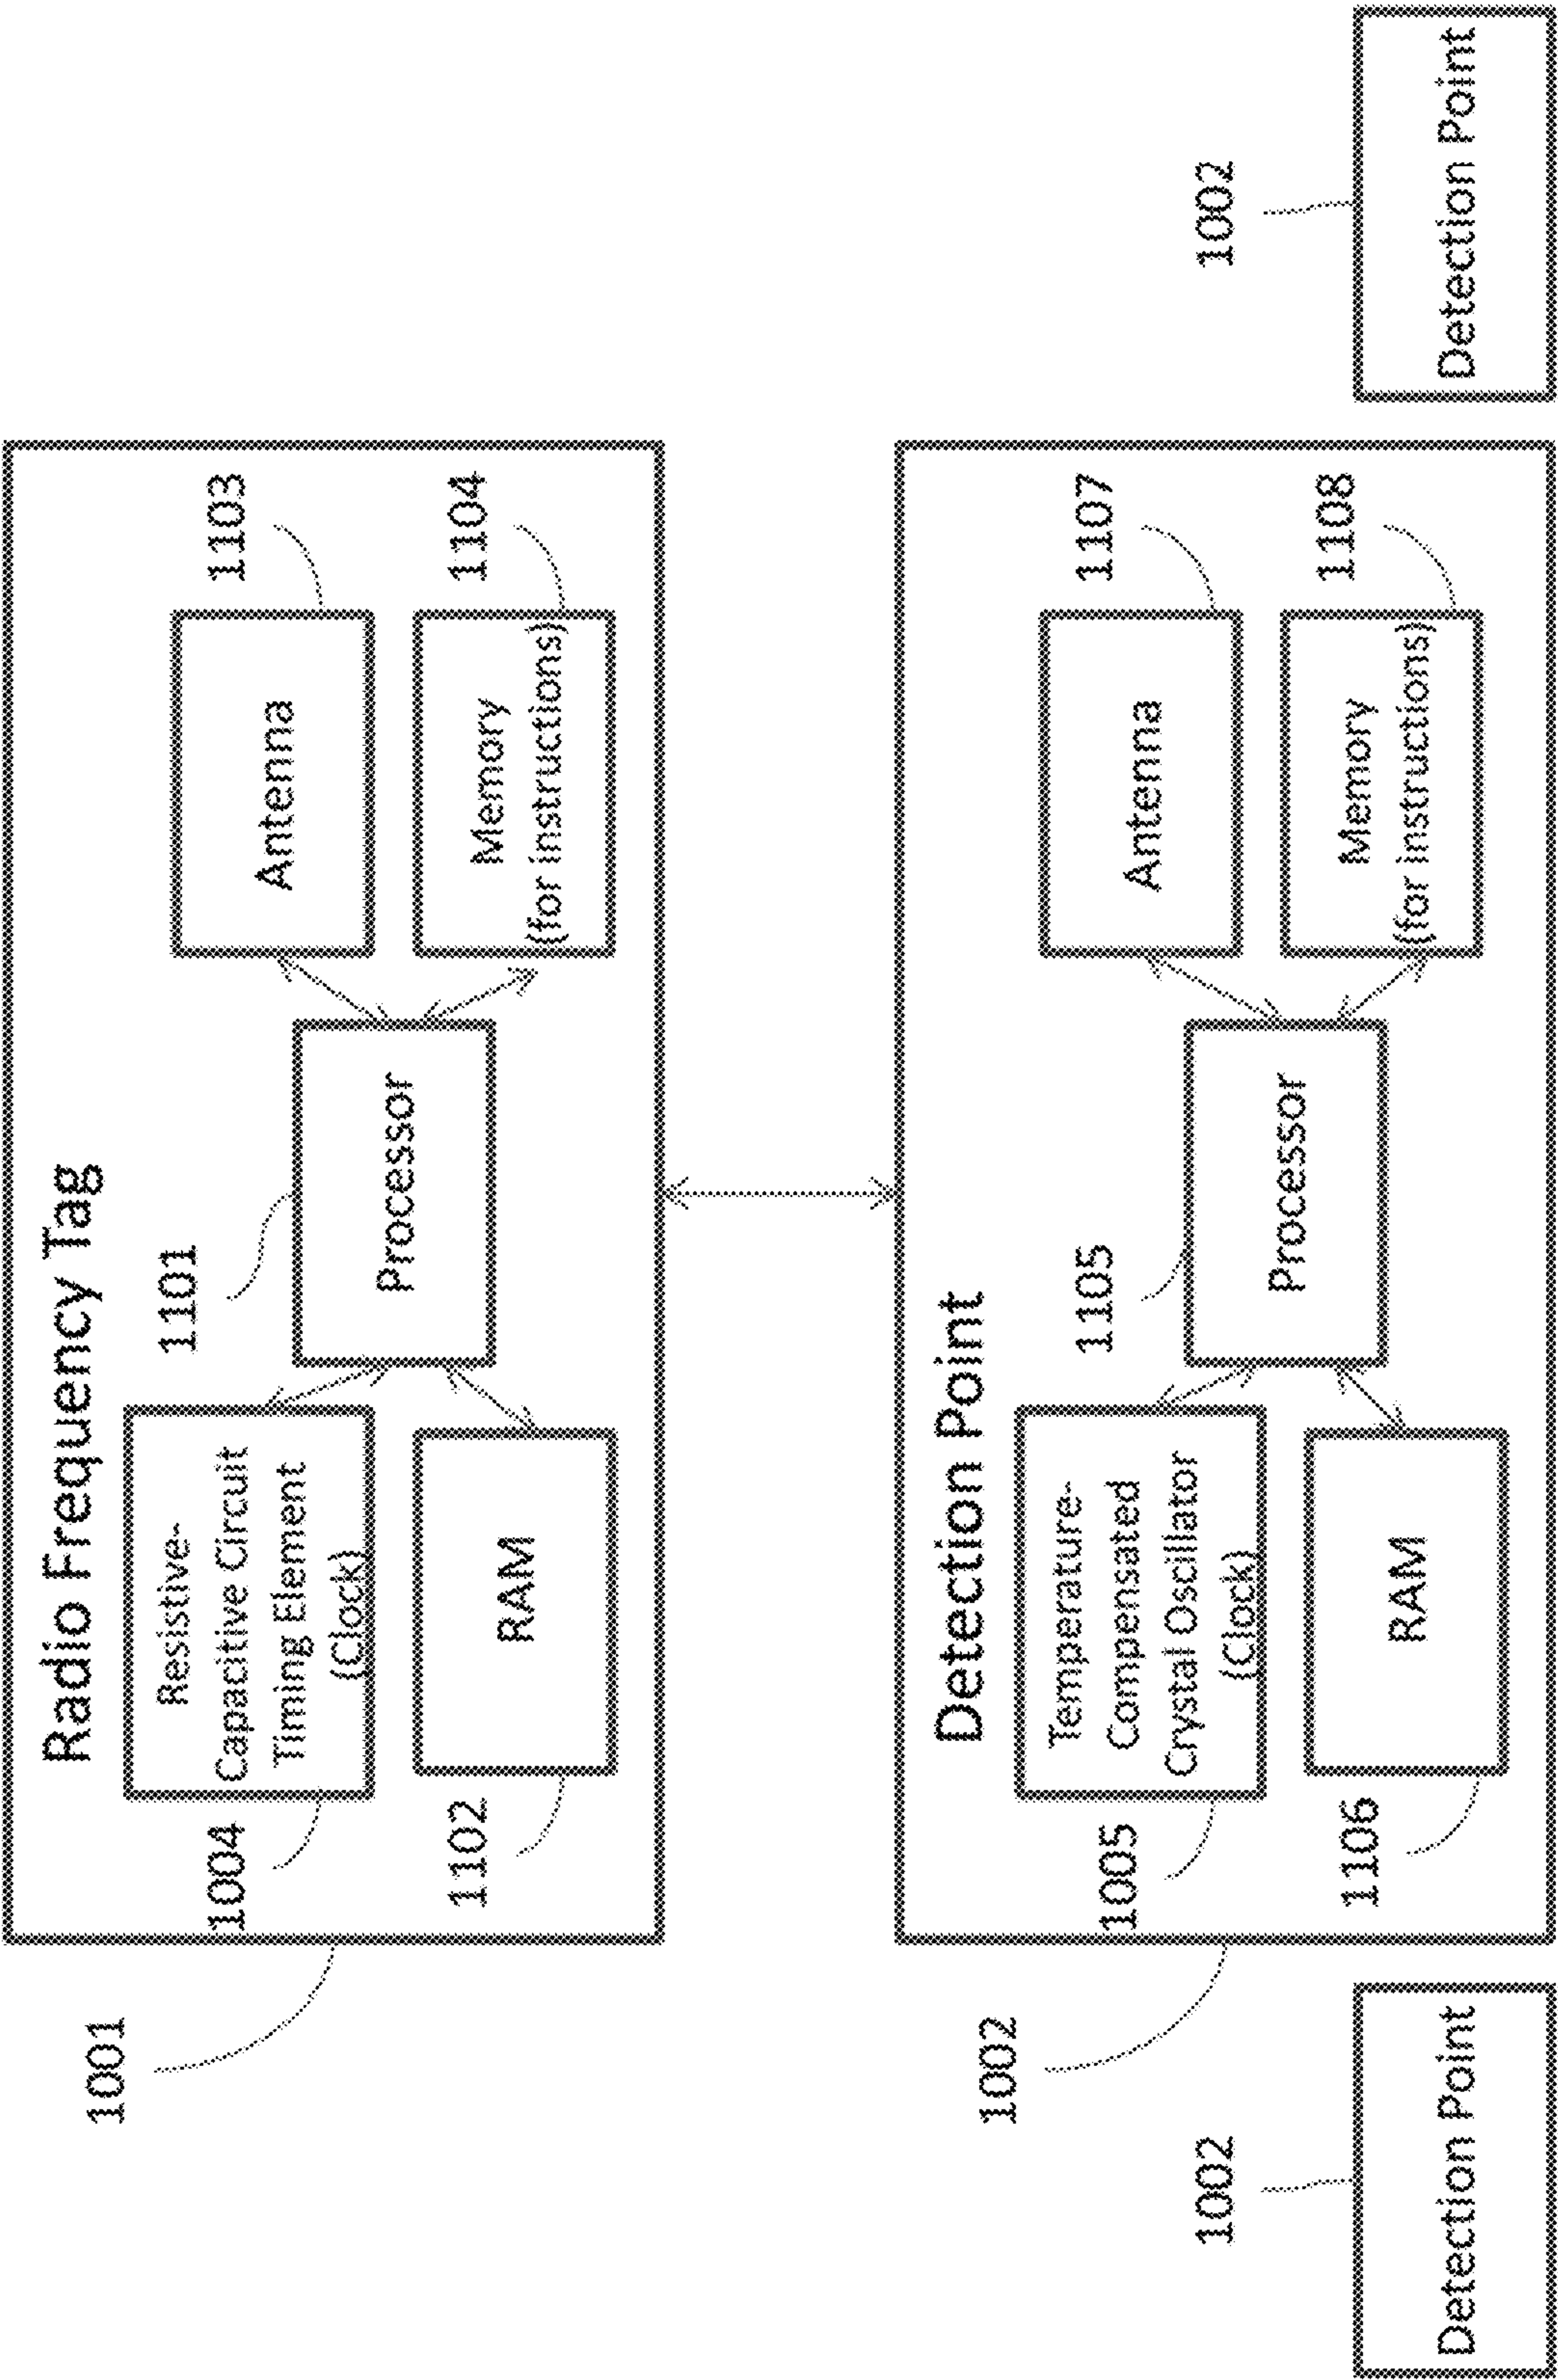 Radio Frequency Tag
1001
1004
Resistive-
Capacitive Circuit
Timing Element
(Clock)
1101
Processor
1103
Antenna
1102
RAM
1104
Memory
(for instructions)
Detection Point
1002
1005
Temperature-
Compensated
Crystal Oscillator
(Clock)
1105
Processor
1107
Antenna
1106
RAM
1108
Memory
(for instructions)
1002
Detection Point
1002
Detection Point